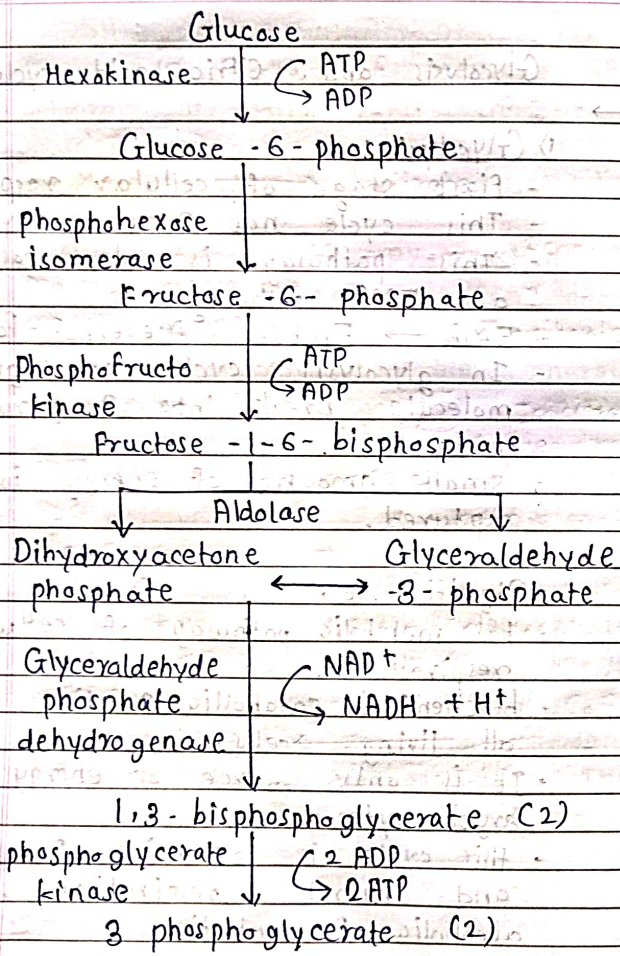 Glucose
Hexokinase
ATP
ADP
Glucose -6- phosphate
Phosphohexose
isomerase
Fructose -6- phosphate
Phosphofructo
kinase
ATP
ADP
Fructose -1-6- bisphosphate
Aldolase
Dihydroxyacetone
phosphate
Glyceraldehyde
-3- phosphate
Glyceraldehyde
phosphate
dehydrogenase
NAD+
NADH + H+
1,3- bisphosphoglycerate (2)
phosphoglycerate
kinase
2 ADP
2 ATP
3 phosphoglycerate (2)